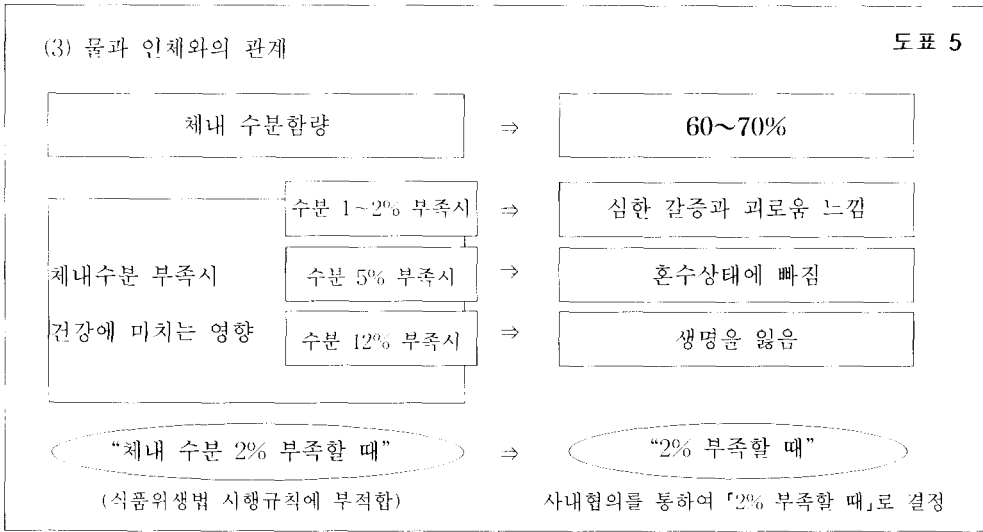 (3) 물과 인체와의 관계
도표 5
체내 수분함량 ⇒ 60~70%
수분 1~2% 부족시 ⇒ 심한 갈증과 괴로움 느낌
체내수분 부족시
수분 5% 부족시 ⇒ 혼수상태에 빠짐
건강에 미치는 영향
수분 12% 부족시 ⇒ 생명을 잃음
“체내 수분 2% 부족할 때” ⇒ “2% 부족할 때”
(식품위생법 시행규칙에 부적합)
사내협의를 통하여 「2% 부족할 때」로 결정